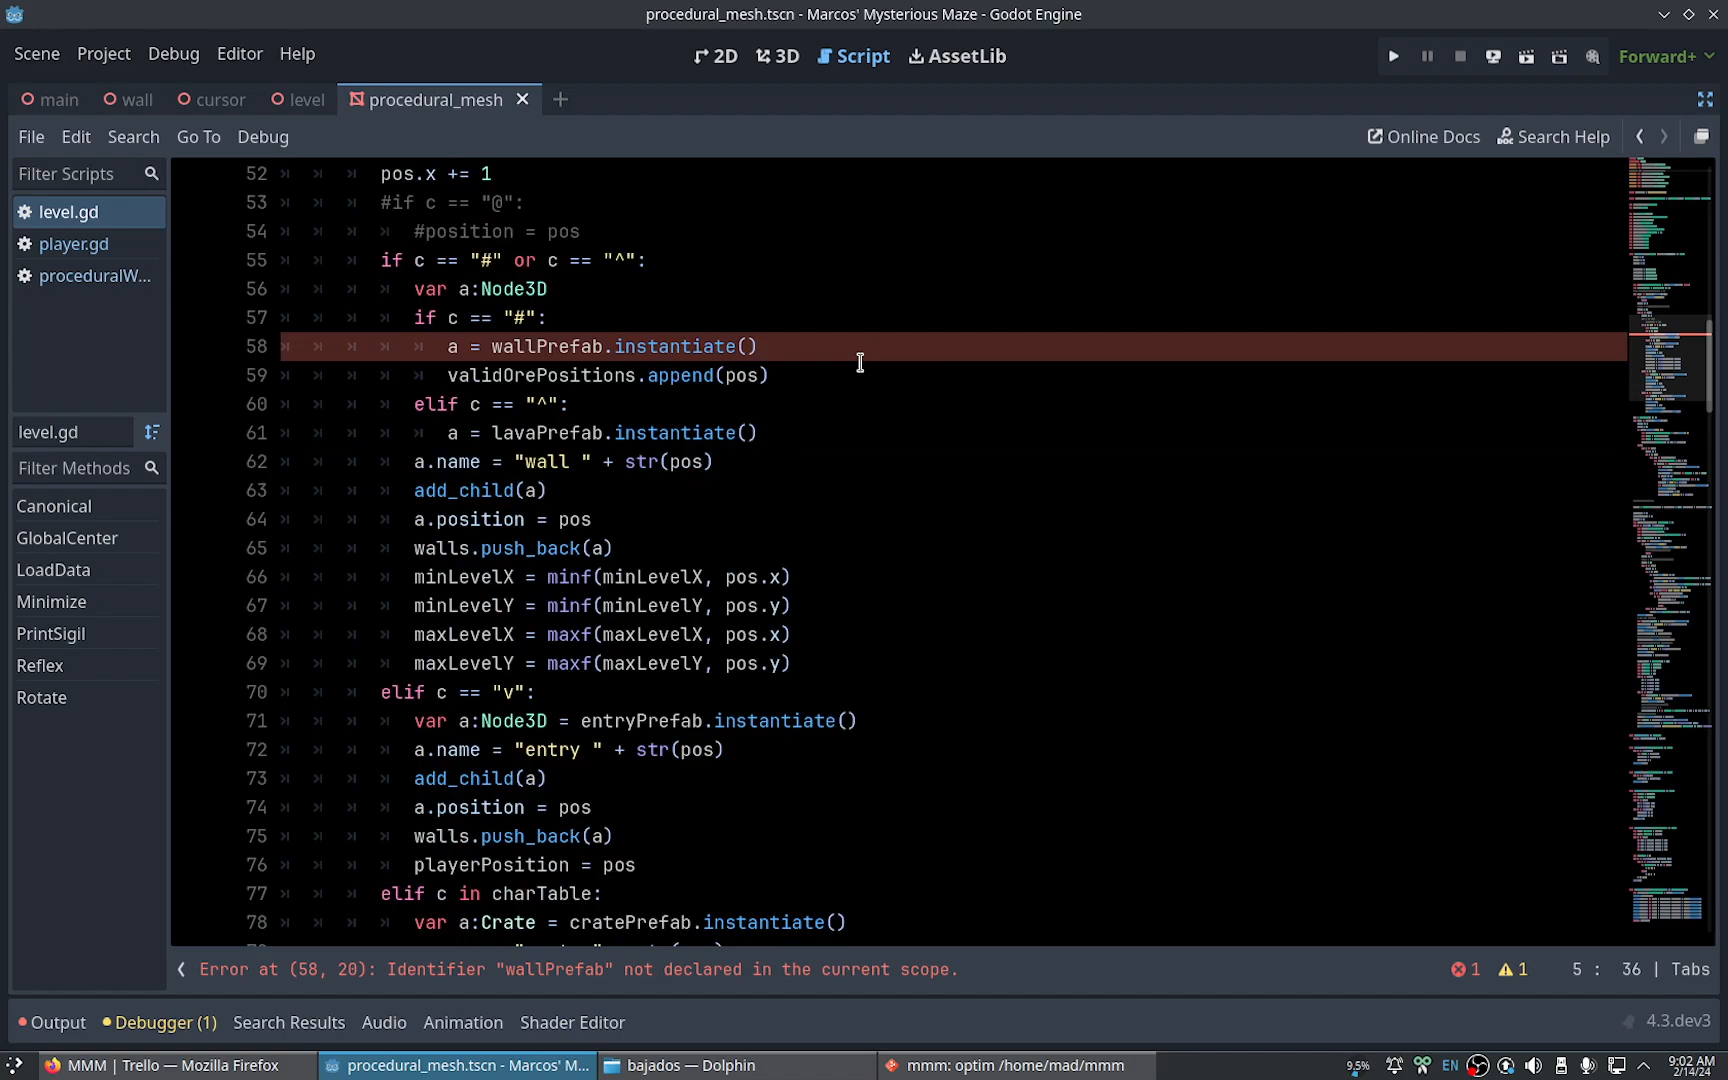 procedural_mesh.tscn - Marcos' Mysterious Maze - Godot Engine
Scene Project Debug Editor Help
2D 3D Script AssetLib
Forward+
main wall cursor level procedural_mesh
File Edit Search Go To Debug
Online Docs Search Help
Filter Scripts
level.gd
player.gd
proceduralW...
level.gd
Filter Methods
Canonical
GlobalCenter
LoadData
Minimize
PrintSigil
Reflex
Rotate
52 pos.x += 1
53 #if c == "@":
54 #position = pos
55 if c == "#" or c == "^":
56 var a:Node3D
57 if c == "#":
58 a = wallPrefab.instantiate()
59 validOrePositions.append(pos)
60 elif c == "^":
61 a = lavaPrefab.instantiate()
62 a.name = "wall " + str(pos)
63 add_child(a)
64 a.position = pos
65 walls.push_back(a)
66 minLevelX = minf(minLevelX, pos.x)
67 minLevelY = minf(minLevelY, pos.y)
68 maxLevelX = maxf(maxLevelX, pos.x)
69 maxLevelY = maxf(maxLevelY, pos.y)
70 elif c == "v":
71 var a:Node3D = entryPrefab.instantiate()
72 a.name = "entry " + str(pos)
73 add_child(a)
74 a.position = pos
75 walls.push_back(a)
76 playerPosition = pos
77 elif c in charTable:
78 var a:Crate = cratePrefab.instantiate()
Error at (58, 20): Identifier "wallPrefab" not declared in the current scope.
1 1 5 : 36 | Tabs
Output Debugger (1) Search Results Audio Animation Shader Editor
4.3.dev3
MMM | Trello — Mozilla Firefox
procedural_mesh.tscn - Marcos' M...
bajados — Dolphin
mmm: optim /home/mad/mmm
9.5%
EN
9:02 AM
2/14/24